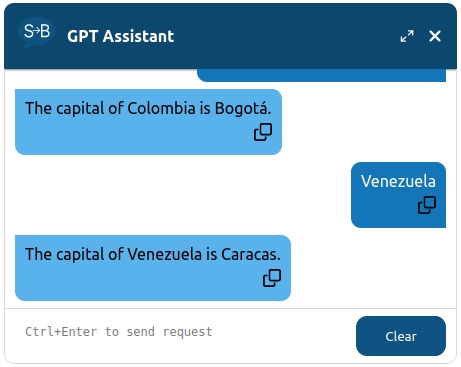 S→B
GPT Assistant
The capital of Colombia is Bogotá.
Venezuela
The capital of Venezuela is Caracas.
Ctrl+Enter to send request
Clear